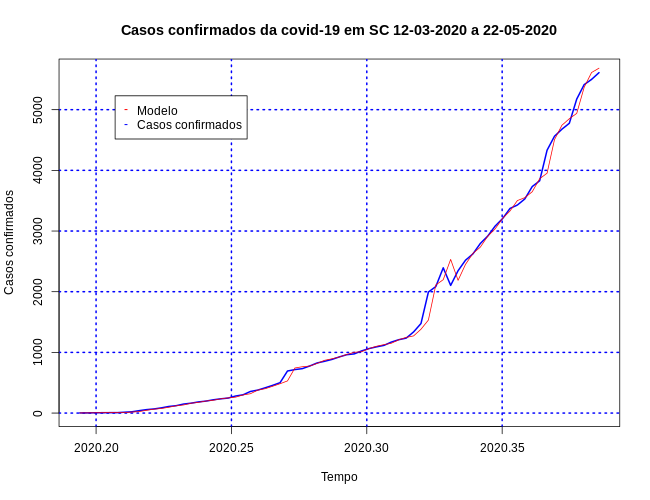 Casos confirmados da covid-19 em SC 12-03-2020 a 22-05-2020
Modelo
Casos confirmados
Casos confirmados
5000
4000
3000
2000
1000
0
2020.20 2020.25 2020.30 2020.35
Tempo